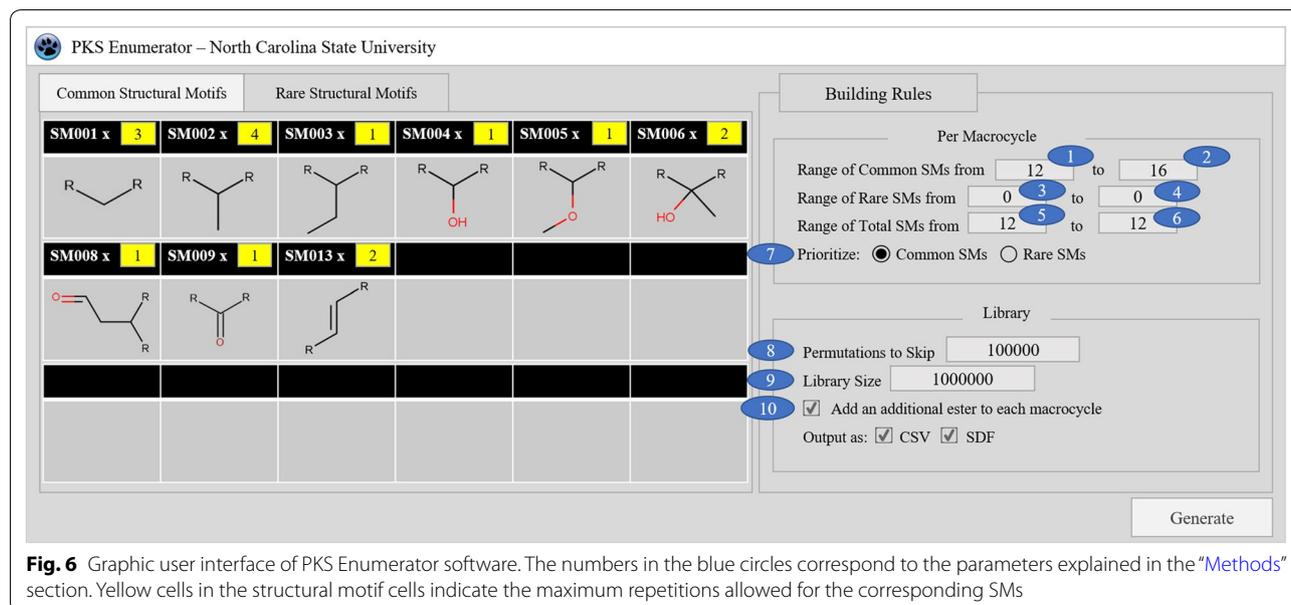 PKS Enumerator – North Carolina State University
Common Structural Motifs Rare Structural Motifs
SM001 x 3 SM002 x 4 SM003 x 1 SM004 x 1 SM005 x 1 SM006 x 2
R R R R R R R R R R R R
OH O HO
SM008 x 1 SM009 x 1 SM013 x 2
O R R R R R
R O R
Building Rules
Per Macrocycle
1 2
Range of Common SMs from 12 to 16
3 4
Range of Rare SMs from 0 to 0
5 6
Range of Total SMs from 12 to 12
7 Prioritize: Common SMs Rare SMs
Library
8 Permutations to Skip 100000
9 Library Size 1000000
10 Add an additional ester to each macrocycle
Output as: CSV SDF
Generate
Fig. 6 Graphic user interface of PKS Enumerator software. The numbers in the blue circles correspond to the parameters explained in the “Methods”
section. Yellow cells in the structural motif cells indicate the maximum repetitions allowed for the corresponding SMs